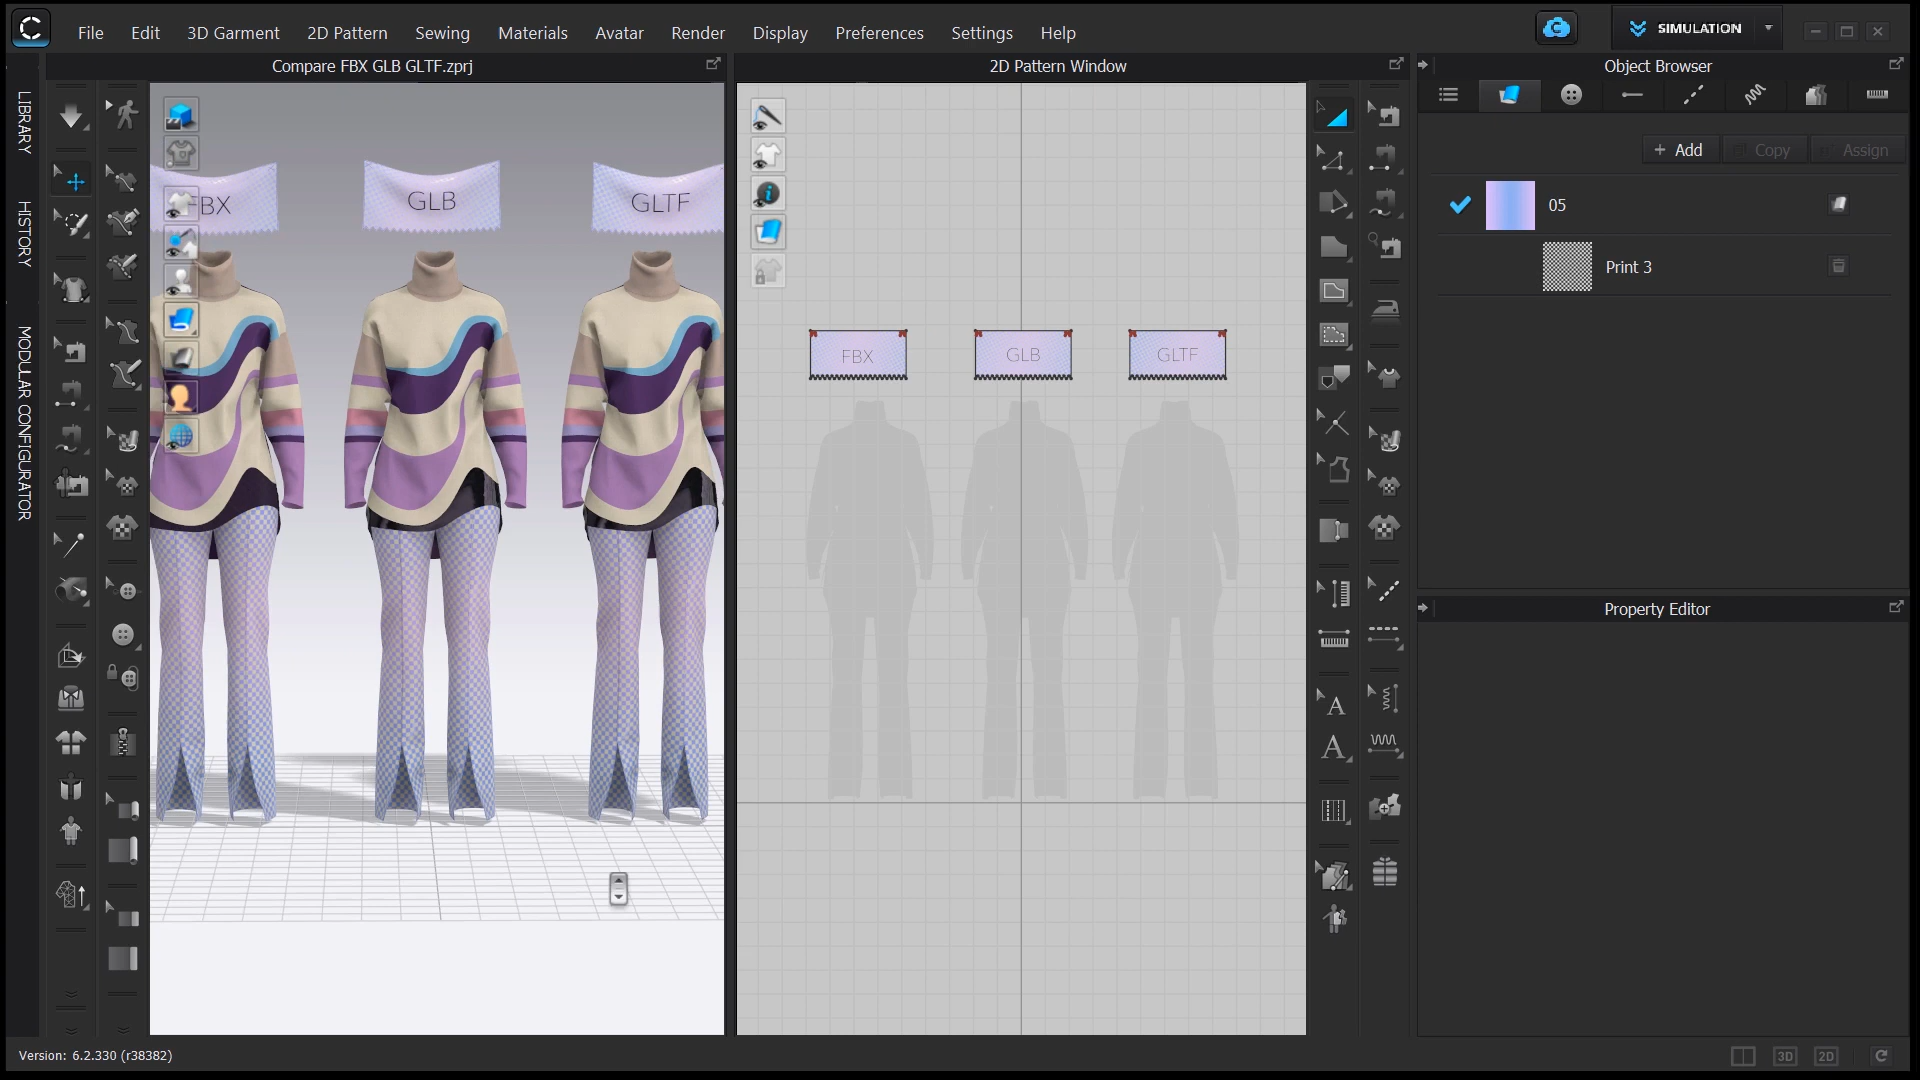 File Edit 3D Garment 2D Pattern Sewing Materials Avatar Render Display Preferences Settings Help
SIMULATION
Compare FBX GLB GLTF.zprj
2D Pattern Window
Object Browser
LIBRARY
HISTORY
MODULAR CONFIGURATOR
+ Add
Copy
Assign
05
Print 3
FBX
GLB
GLTF
FBX
GLB
GLTF
Property Editor
Version: 6.2.330 (r38382)
3D
2D